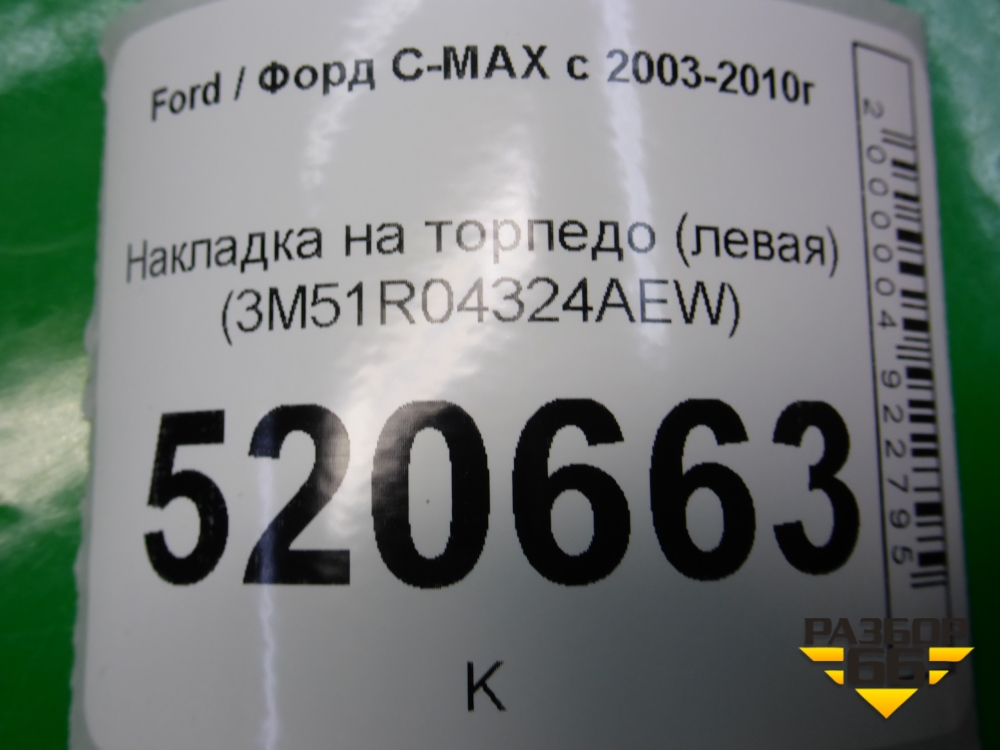 Ford / Форд C-MAX с 2003-2010г
Накладка на торпедо (левая)
(3M51R04324AEW)
520663
К
2000004922795
РАЗБОР
66